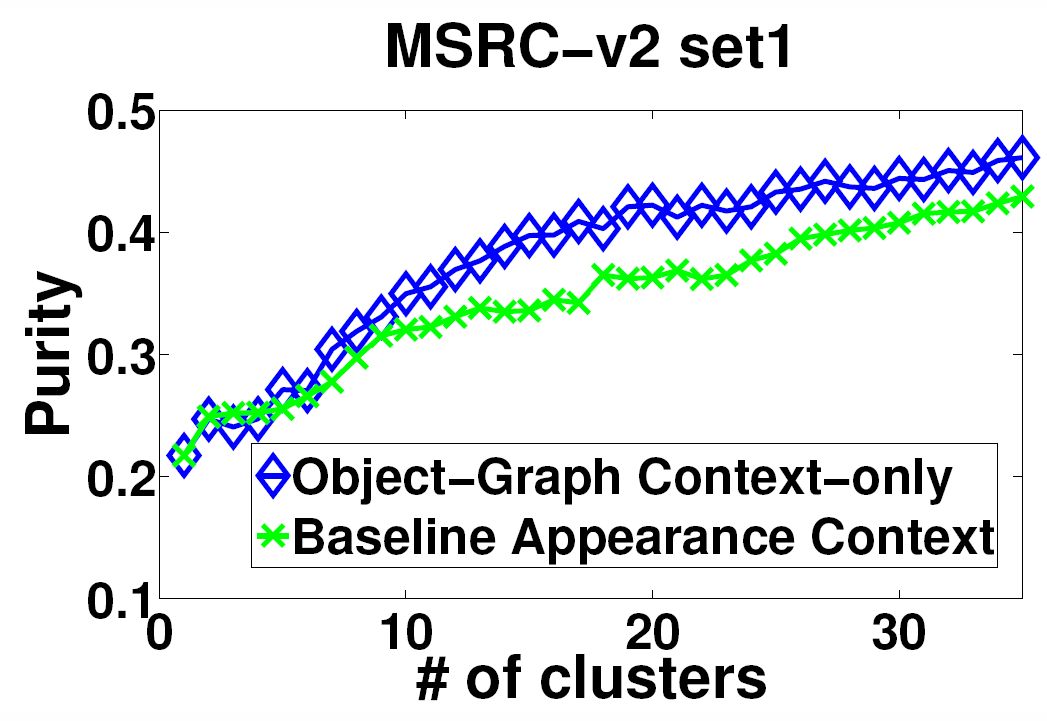 MSRC−v2 set1
0.5
0.4
0.3
0.2
0.1
Purity
Object−Graph Context−only
Baseline Appearance Context
0 10 20 30
# of clusters